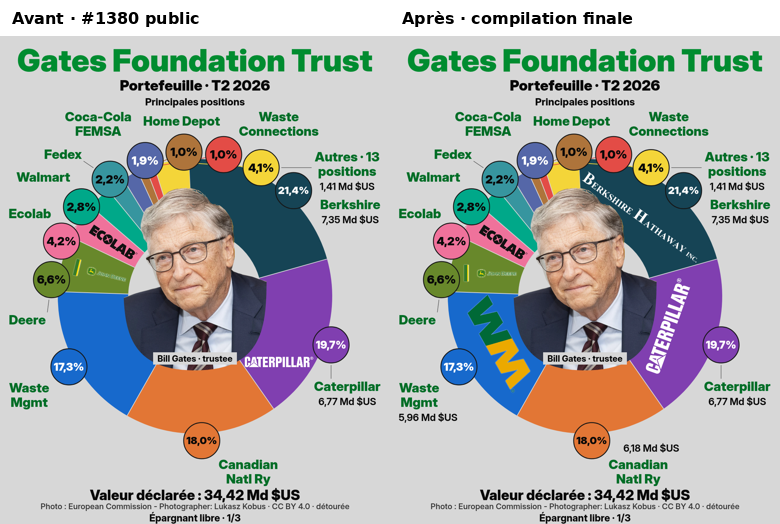 Avant · #1380 public
Gates Foundation Trust
Portefeuille · T2 2026
Principales positions
Coca-Cola
FEMSA
Home Depot
Waste
Connections
Fedex
1,9%
1,0%
1,0%
4,1%
Autres · 13
positions
1,41 Md $US
Walmart
2,2%
21,4%
Berkshire
7,35 Md $US
Ecolab
2,8%
4,2%
ECOLAB
6,6%
Deere
Bill Gates · trustee
CATERPILLAR®
19,7%
17,3%
Waste
Mgmt
Caterpillar
6,77 Md $US
18,0%
Canadian
Natl Ry
Valeur déclarée : 34,42 Md $US
Photo : European Commission - Photographer: Lukasz Kobus · CC BY 4.0 · détourée
Épargnant libre · 1/3
Après · compilation finale
Gates Foundation Trust
Portefeuille · T2 2026
Principales positions
Coca-Cola
FEMSA
Home Depot
Waste
Connections
Fedex
1,9%
1,0%
1,0%
4,1%
Autres · 13
positions
1,41 Md $US
Walmart
2,2%
21,4%
Berkshire
7,35 Md $US
BERKSHIRE HATHAWAY INC.
Ecolab
2,8%
4,2%
ECOLAB
6,6%
Deere
WM
Bill Gates · trustee
CATERPILLAR®
19,7%
17,3%
Waste
Mgmt
5,96 Md $US
Caterpillar
6,77 Md $US
18,0%
6,18 Md $US
Canadian
Natl Ry
Valeur déclarée : 34,42 Md $US
Photo : European Commission - Photographer: Lukasz Kobus · CC BY 4.0 · détourée
Épargnant libre · 1/3